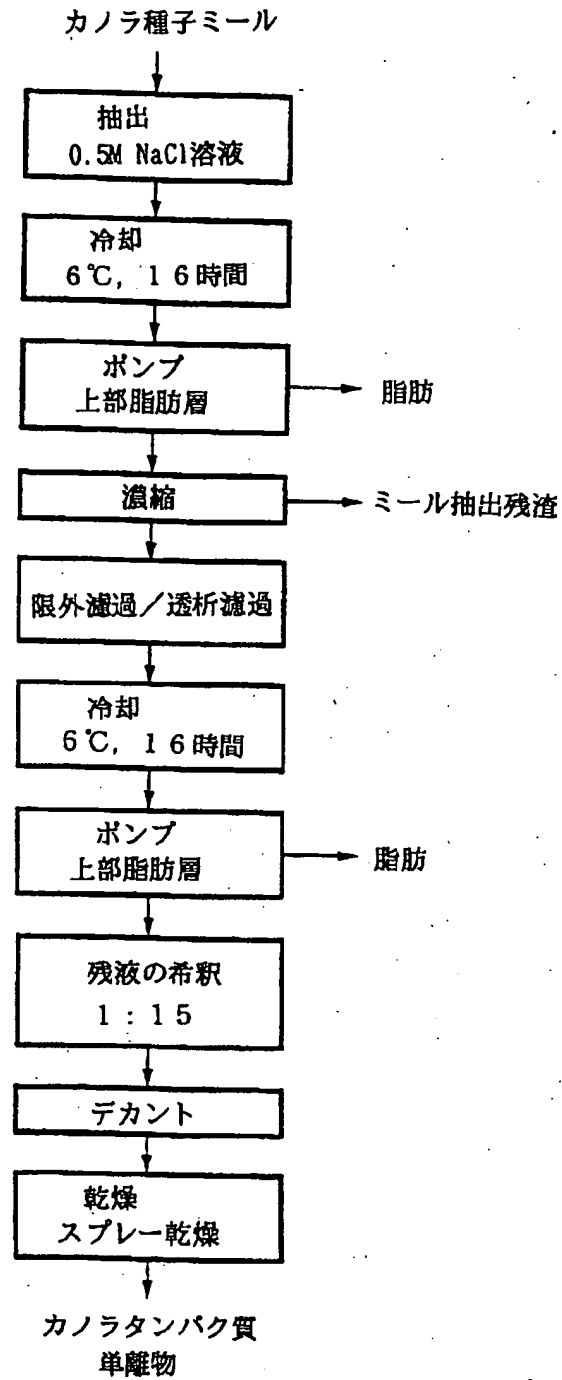 カノラ種子ミール
抽出
0.5M NaCl溶液
冷却
6℃, 16時間
ポンプ
上部脂肪層
脂肪
濃縮
ミール抽出残渣
限外濾過／透析濾過
冷却
6℃, 16時間
ポンプ
上部脂肪層
脂肪
残液の希釈
1:15
デカント
乾燥
スプレー乾燥
カノラタンパク質
単離物